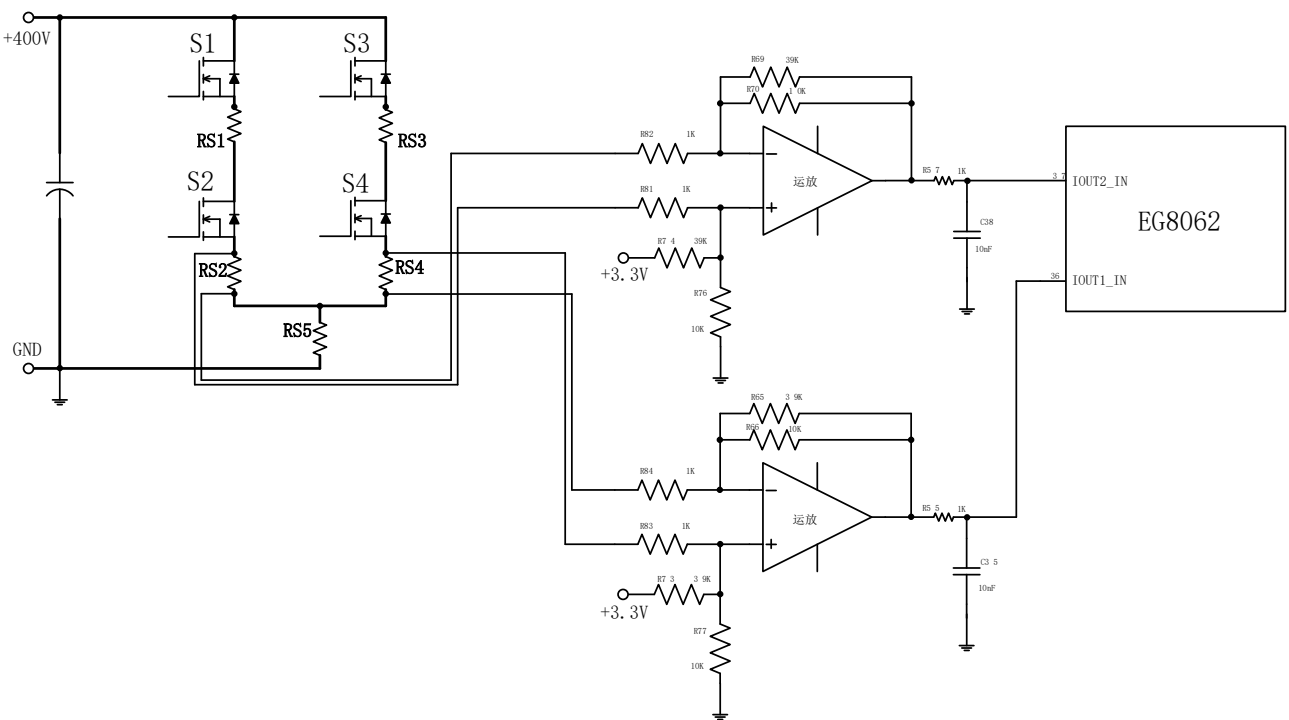 +400V
S1
S3
RS1
RS3
S2
S4
RS2
RS4
RS5
GND
R69 39K
R70 10K
R82 1K
运放
R81 1K
R74 39K
+3.3V
R76
10K
R57 1K
C38
10nF
37 IOUT2_IN
EG8062
36 IOUT1_IN
R65 39K
R66 10K
R84 1K
运放
R83 1K
R73 39K
+3.3V
R77
10K
R55 1K
C35
10nF